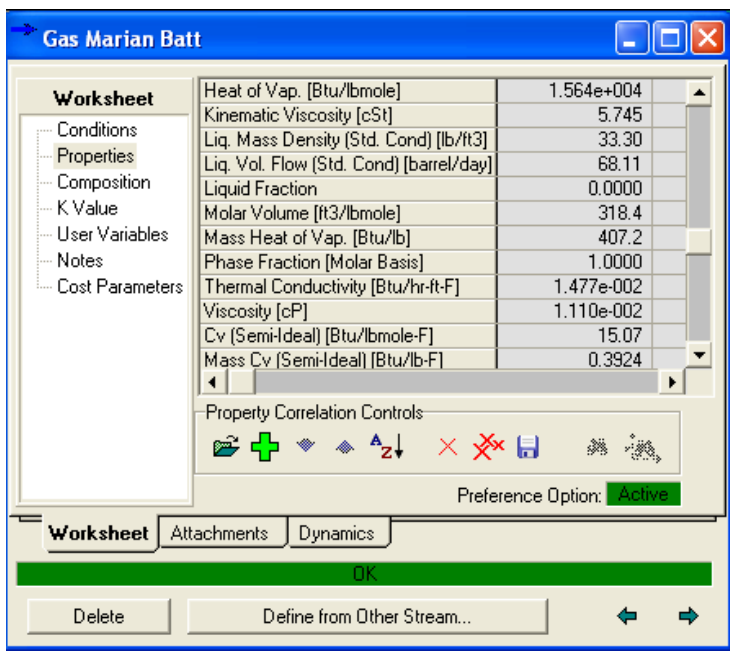 Gas Marian Batt
Worksheet
Conditions
Properties
Composition
K Value
User Variables
Notes
Cost Parameters
Heat of Vap. [Btu/lbmole] 1.564e+004
Kinematic Viscosity [cSt] 5.745
Liq. Mass Density (Std. Cond) [lb/ft3] 33.30
Liq. Vol. Flow (Std. Cond) [barrel/day] 68.11
Liquid Fraction 0.0000
Molar Volume [ft3/lbmole] 318.4
Mass Heat of Vap. [Btu/lb] 407.2
Phase Fraction [Molar Basis] 1.0000
Thermal Conductivity [Btu/hr-ft-F] 1.477e-002
Viscosity [cP] 1.110e-002
Cv (Semi-Ideal) [Btu/lbmole-F] 15.07
Mass Cv (Semi-Ideal) [Btu/lb-F] 0.3924
Property Correlation Controls
AZ
Preference Option: Active
Worksheet Attachments Dynamics
OK
Delete Define from Other Stream...